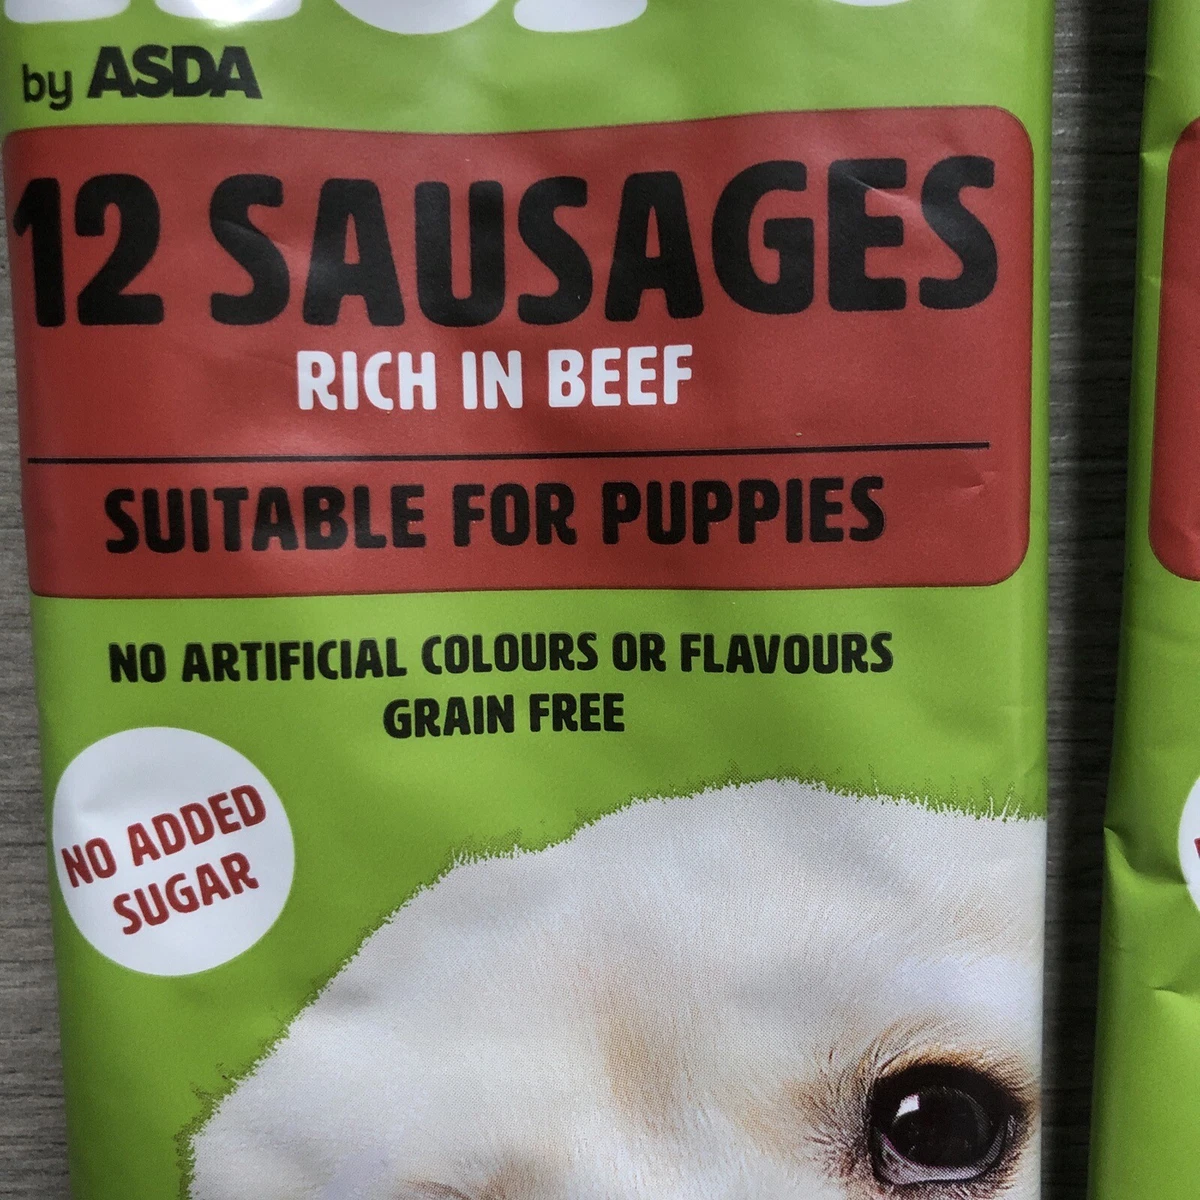 by ASDA
12 SAUSAGES
RICH IN BEEF
SUITABLE FOR PUPPIES
NO ARTIFICIAL COLOURS OR FLAVOURS
GRAIN FREE
NO ADDED
SUGAR